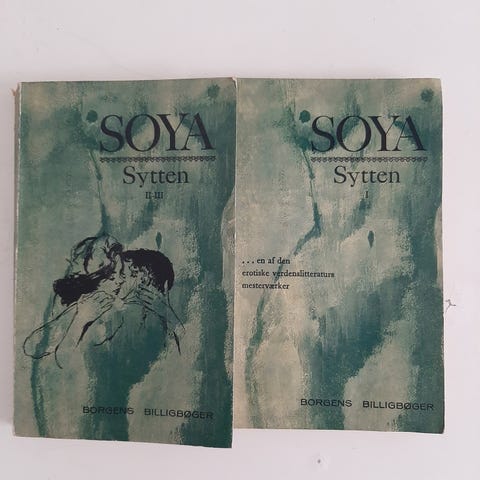 SOYA
Sytten
II-III
BORGENS BILLIGBØGER
SOYA
Sytten
I
... en af den
erotiske verdenslitteraturs
mesterværker
BORGENS BILLIGBØGER